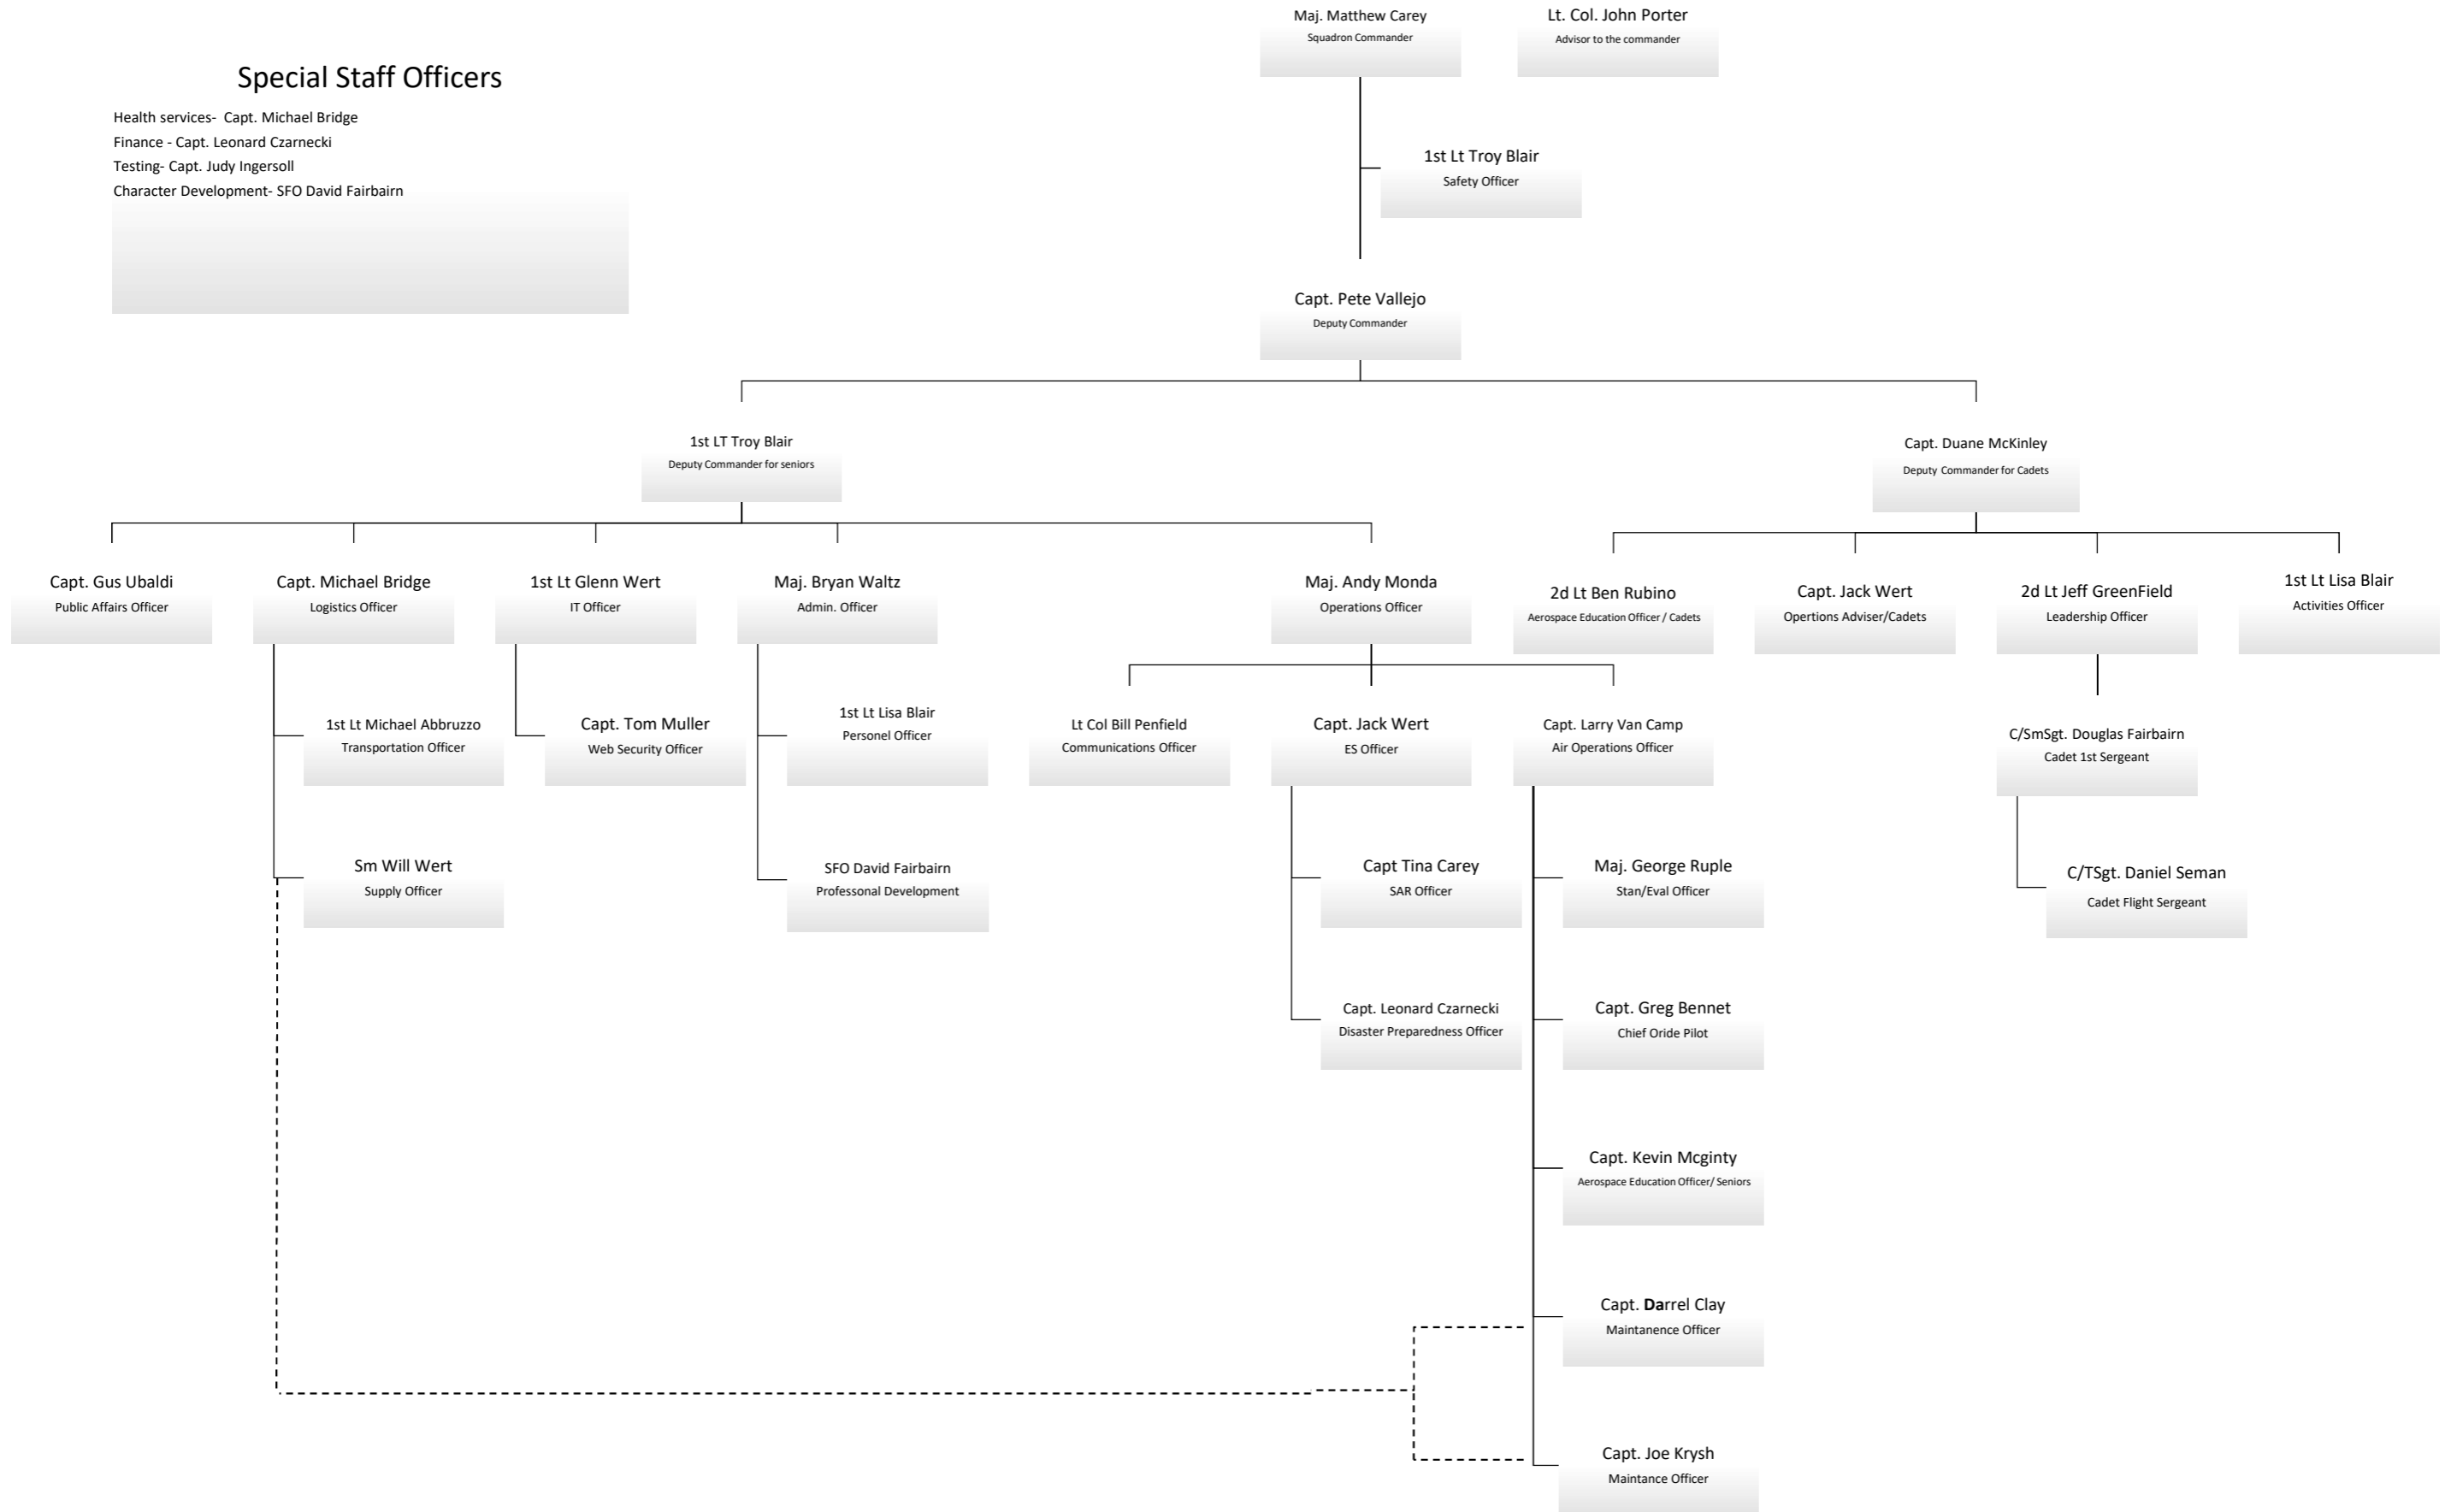 Maj. Matthew Carey
Squadron Commander
Lt. Col. John Porter
Advisor to the commander
Special Staff Officers
Health services-  Capt. Michael Bridge
Finance - Capt. Leonard Czarnecki
Testing- Capt. Judy Ingersoll
Character Development- SFO David Fairbairn
1st Lt Troy Blair
Safety Officer
Capt. Pete Vallejo
Deputy Commander
1st LT Troy Blair
Deputy Commander for seniors
Capt. Duane McKinley
Deputy Commander for Cadets
Capt. Gus Ubaldi
Public Affairs Officer
Capt. Michael Bridge
Logistics Officer
1st Lt Glenn Wert
IT Officer
Maj. Bryan Waltz
Admin. Officer
Maj. Andy Monda
Operations Officer
2d Lt Ben Rubino
Aerospace Education Officer / Cadets
Capt. Jack Wert
Opertions Adviser/Cadets
2d Lt Jeff GreenField
Leadership Officer
1st Lt Lisa Blair
Activities Officer
1st Lt Michael Abbruzzo
Transportation Officer
Capt. Tom Muller
Web Security Officer
1st Lt Lisa Blair
Personel Officer
Lt Col Bill Penfield
Communications Officer
Capt. Jack Wert
ES Officer
Capt. Larry Van Camp
Air Operations Officer
C/SmSgt. Douglas Fairbairn
Cadet 1st Sergeant
Sm Will Wert
Supply Officer
SFO David Fairbairn
Professonal Development
Capt Tina Carey
SAR Officer
Maj. George Ruple
Stan/Eval Officer
C/TSgt. Daniel Seman
Cadet Flight Sergeant
Capt. Leonard Czarnecki
Disaster Preparedness Officer
Capt. Greg Bennet
Chief Oride Pilot
Capt. Kevin Mcginty
Aerospace Education Officer/ Seniors
Capt. Darrel Clay
Maintanence Officer
Capt. Joe Krysh
Maintance Officer